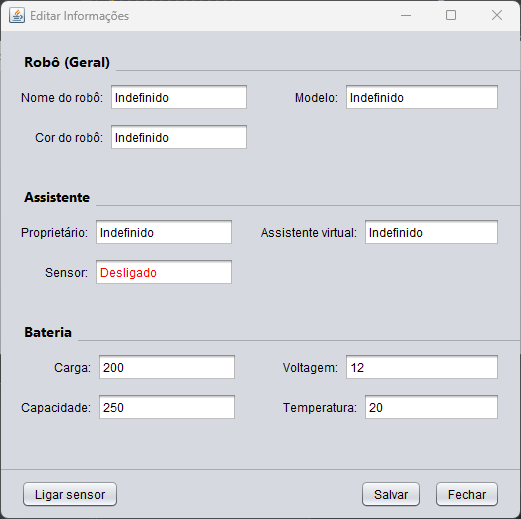 Editar Informações
Robô (Geral)
Nome do robô: Indefinido Modelo: Indefinido
Cor do robô: Indefinido
Assistente
Proprietário: Indefinido Assistente virtual: Indefinido
Sensor: Desligado
Bateria
Carga: 200 Voltagem: 12
Capacidade: 250 Temperatura: 20
Ligar sensor Salvar Fechar